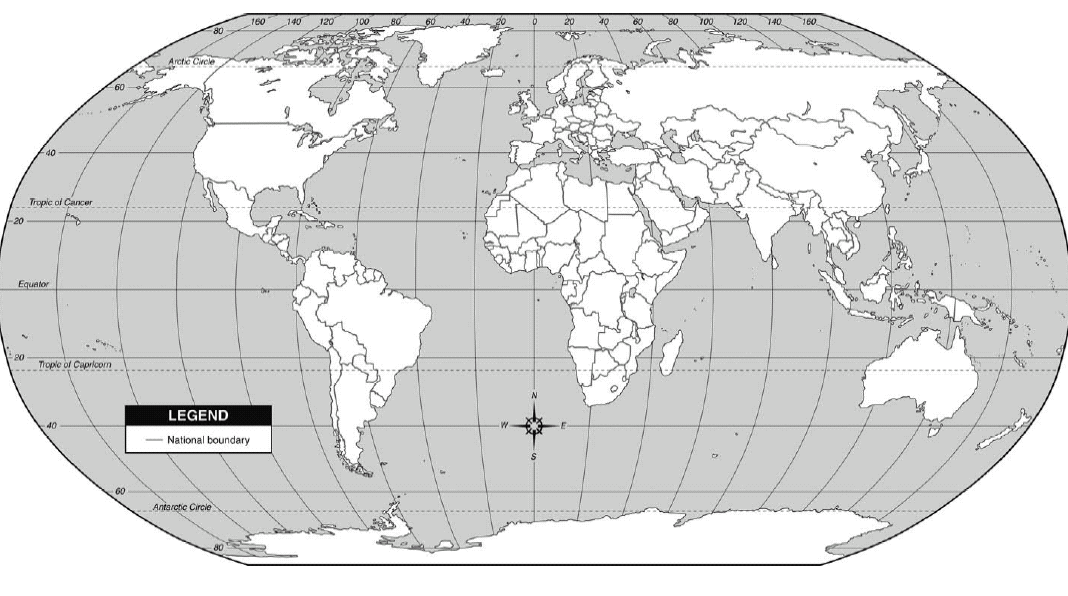 160 140 120 100 80 60 40 20 0 20 40 60 80 100 120 140 160
80
Arctic Circle
60
40
Tropic of Cancer
20
Equator
20
Tropic of Capricorn
N
LEGEND
40
W E
National boundary
S
60
Antarctic Circle
80